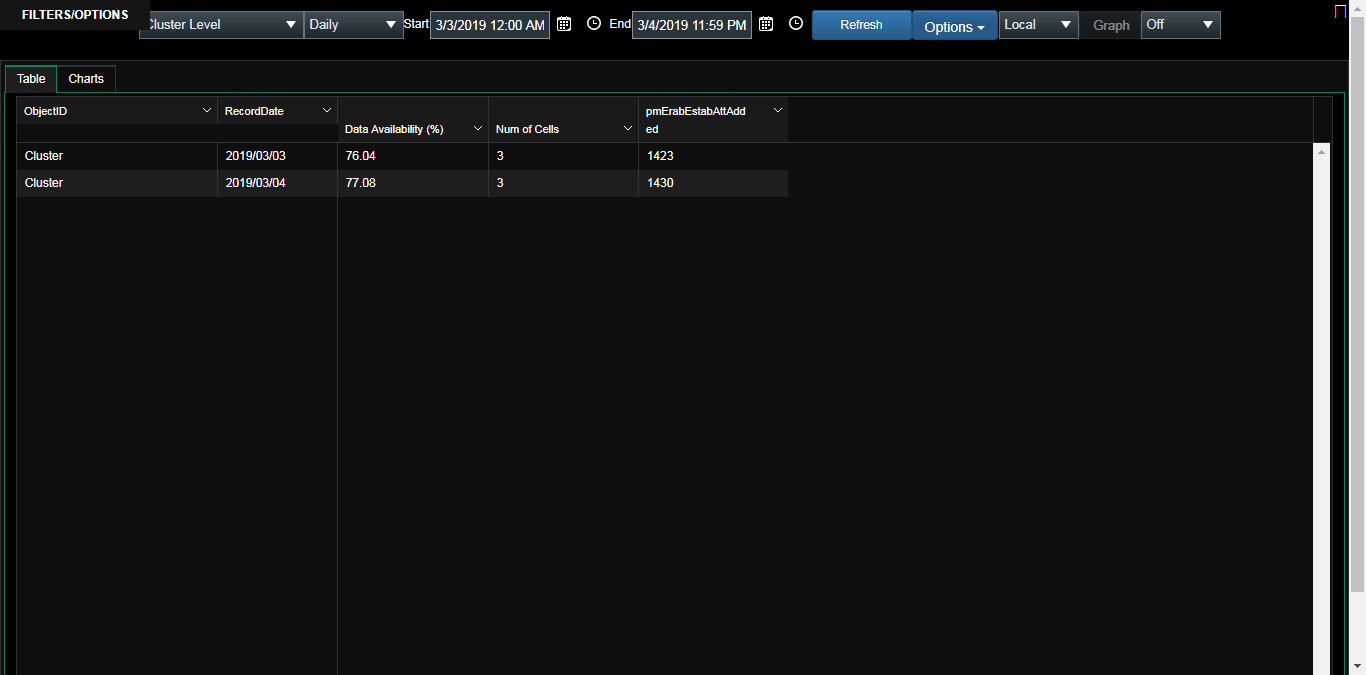 FILTERS/OPTIONS
Cluster Level Daily Start 3/3/2019 12:00 AM End 3/4/2019 11:59 PM Refresh Options Local Graph Off
Table Charts
ObjectID RecordDate Data Availability (%) Num of Cells pmErabEstabAttAdd
ed
Cluster 2019/03/03 76.04 3 1423
Cluster 2019/03/04 77.08 3 1430